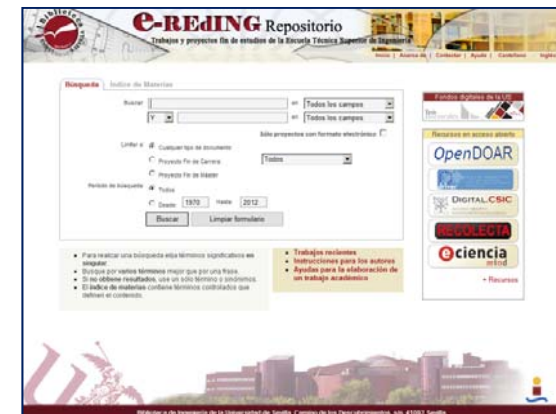 Biblioteca
e-REdING Repositorio
Trabajos y proyectos fin de estudios de la Escuela Técnica Superior de Ingeniería
Inicio | Acerca de | Contactar | Ayuda | Castellano Inglés
Búsqueda Índice de Materias
Buscar en Todos los campos
Y en Todos los campos
Sólo proyectos con formato electrónico
Limitar a Cualquier tipo de documento
Proyecto Fin de Carrera Todos
Proyecto Fin de Máster
Periodo de búsqueda Todos
Desde 1970 Hasta 2012
Buscar Limpiar formulario
Para realizar una búsqueda elija términos significativos en singular.
Busque por varios términos mejor que por una frase.
Si no obtiene resultados, use un sólo término o sinónimos.
El índice de materias contiene términos controlados que definen el contenido.
Trabajos recientes
Instrucciones para los autores
Ayudas para la elaboración de un trabajo académico
Fondos digitales de la US
Recursos en acceso abierto
OpenDOAR
DIGITAL.CSIC
RECOLECTA
e ciencia
+ Recursos
Biblioteca de Ingeniería de la Universidad de Sevilla. Camino de los Descubrimientos, s/n. 41092 Sevilla